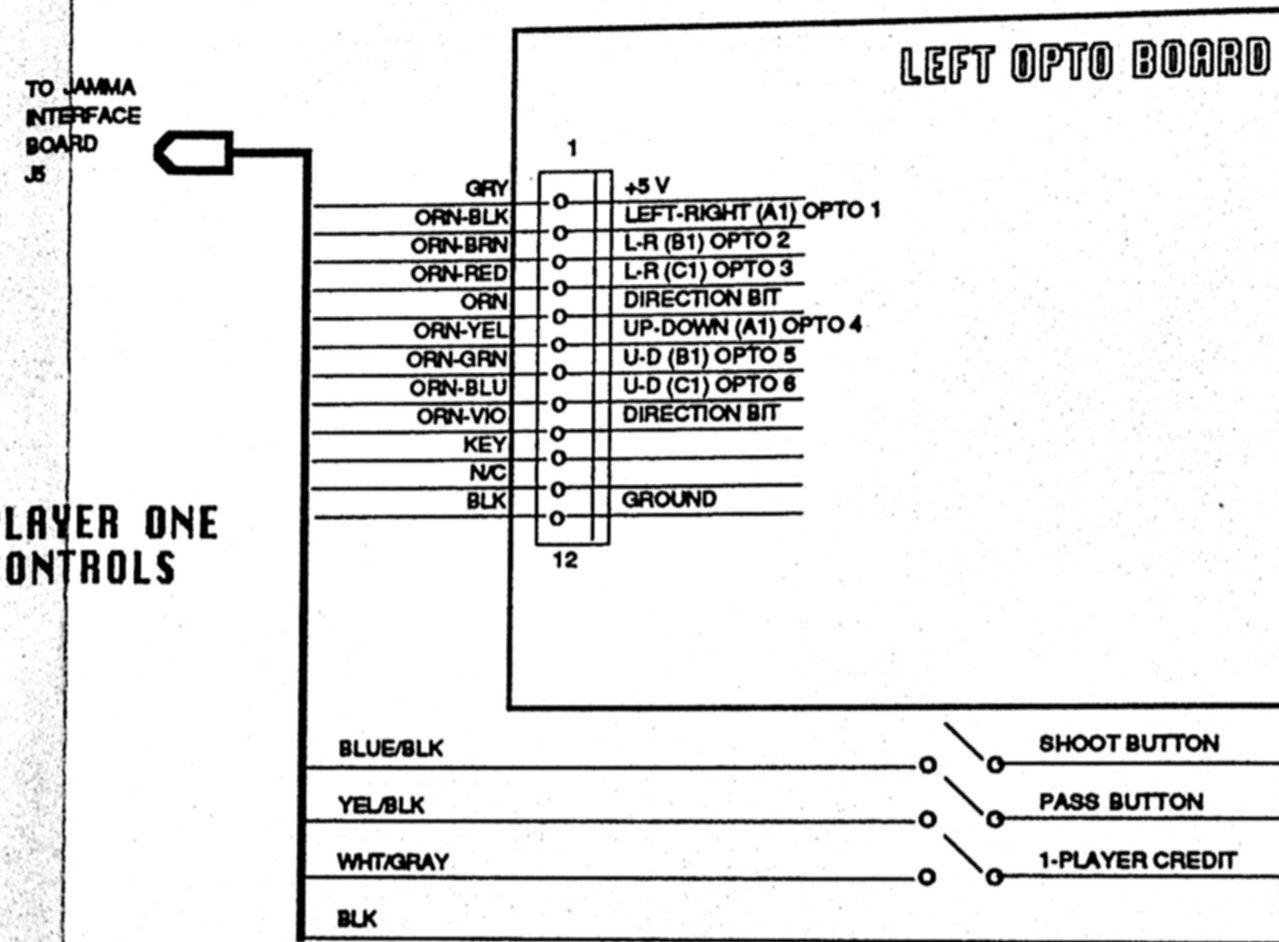 LEFT OPTO BOARD
TO JAMMA
INTERFACE
BOARD
J5
1
GRY +5 V
ORN-BLK LEFT-RIGHT (A1) OPTO 1
ORN-BRN L-R (B1) OPTO 2
ORN-RED L-R (C1) OPTO 3
ORN DIRECTION BIT
ORN-YEL UP-DOWN (A1) OPTO 4
ORN-GRN U-D (B1) OPTO 5
ORN-BLU U-D (C1) OPTO 6
ORN-VIO DIRECTION BIT
KEY
N/C
BLK GROUND
12
LAYER ONE
ONTROLS
BLUE/BLK SHOOT BUTTON
YEL/BLK PASS BUTTON
WHT/GRAY 1-PLAYER CREDIT
BLK